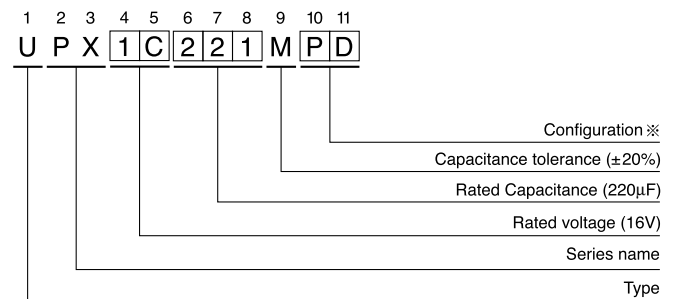 1 2 3 4 5 6 7 8 9 10 11
U P X 1 C 2 2 1 M P D
Configuration ※
Capacitance tolerance (±20%)
Rated Capacitance (220µF)
Rated voltage (16V)
Series name
Type